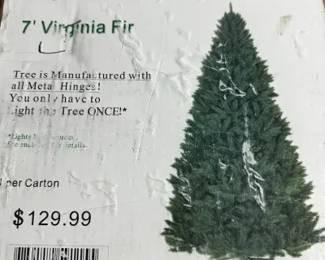 7' Virginia Fir
Tree is Manufactured with
all Metal Hinges!
You only have to
Light the Tree ONCE!*
*Lights
per Carton
$129.99